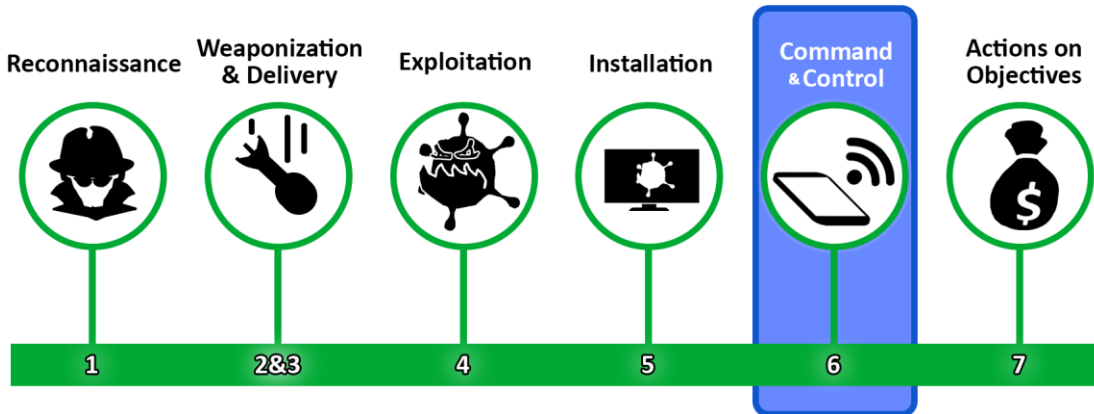 Reconnaissance
Weaponization
& Delivery
Exploitation
Installation
Command
& Control
Actions on
Objectives
$
1
2&3
4
5
6
7